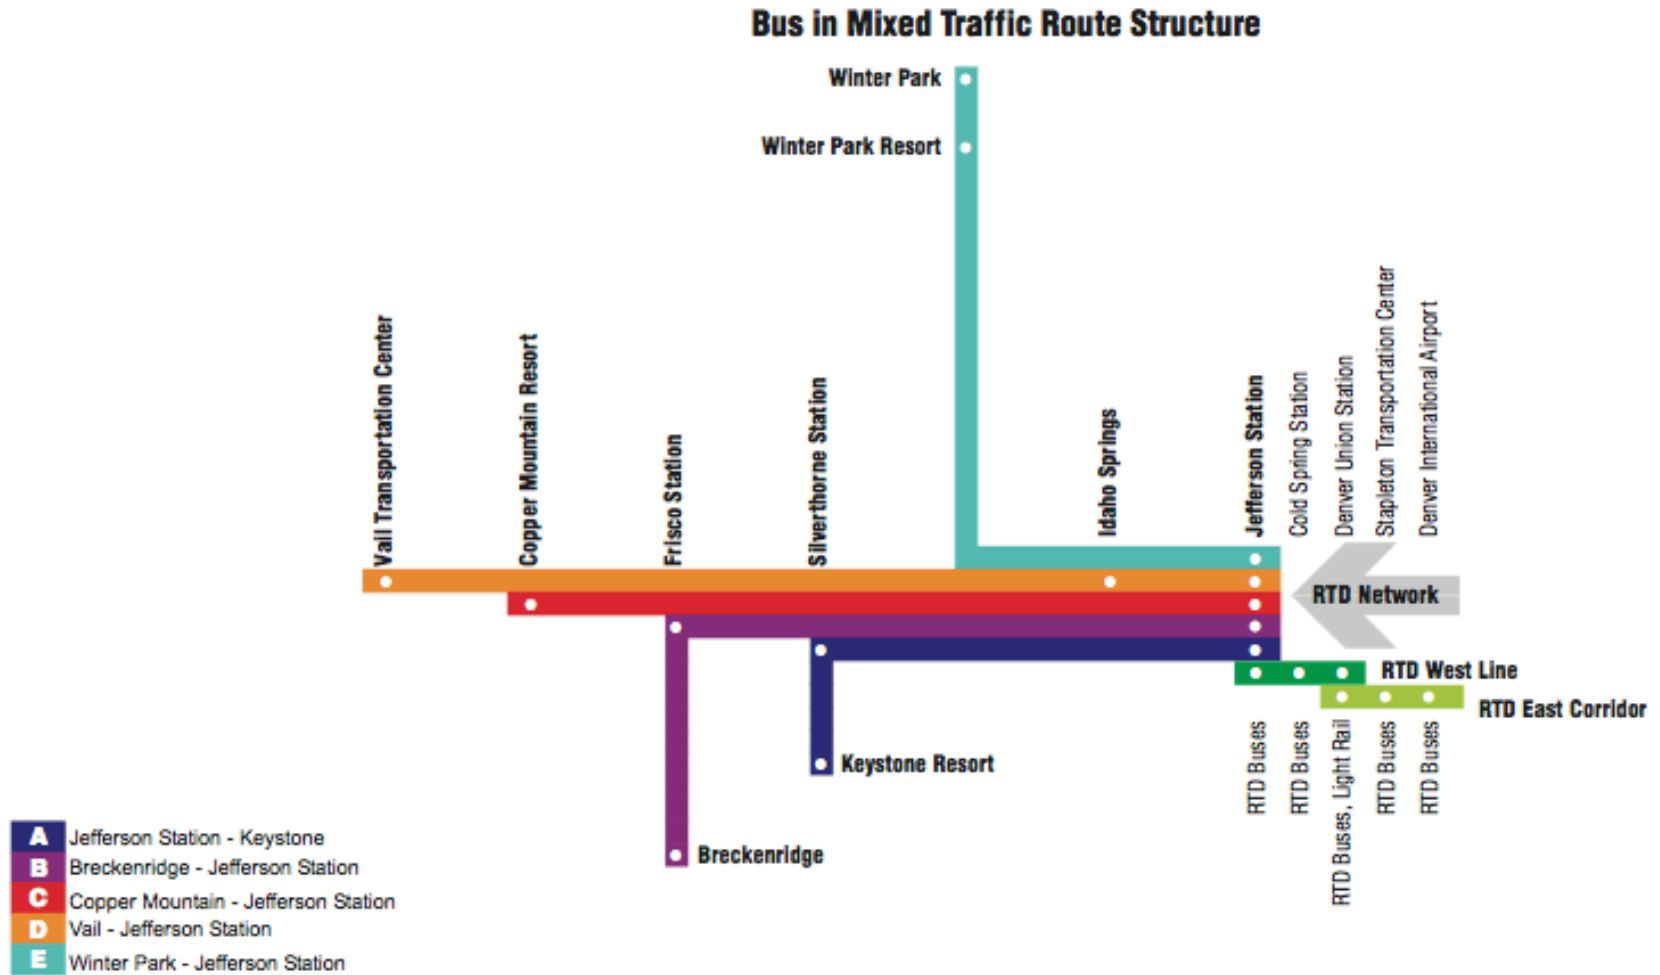 Bus in Mixed Traffic Route Structure
Winter Park
Winter Park Resort
Vail Transportation Center
Copper Mountain Resort
Frisco Station
Silverthorne Station
Idaho Springs
Jefferson Station
Cold Spring Station
Denver Union Station
Stapleton Transportation Center
Denver International Airport
RTD Network
RTD West Line
RTD East Corridor
RTD Buses
RTD Buses
RTD Buses, Light Rail
RTD Buses
RTD Buses
Keystone Resort
Breckenridge
A Jefferson Station - Keystone
B Breckenridge - Jefferson Station
C Copper Mountain - Jefferson Station
D Vail - Jefferson Station
E Winter Park - Jefferson Station